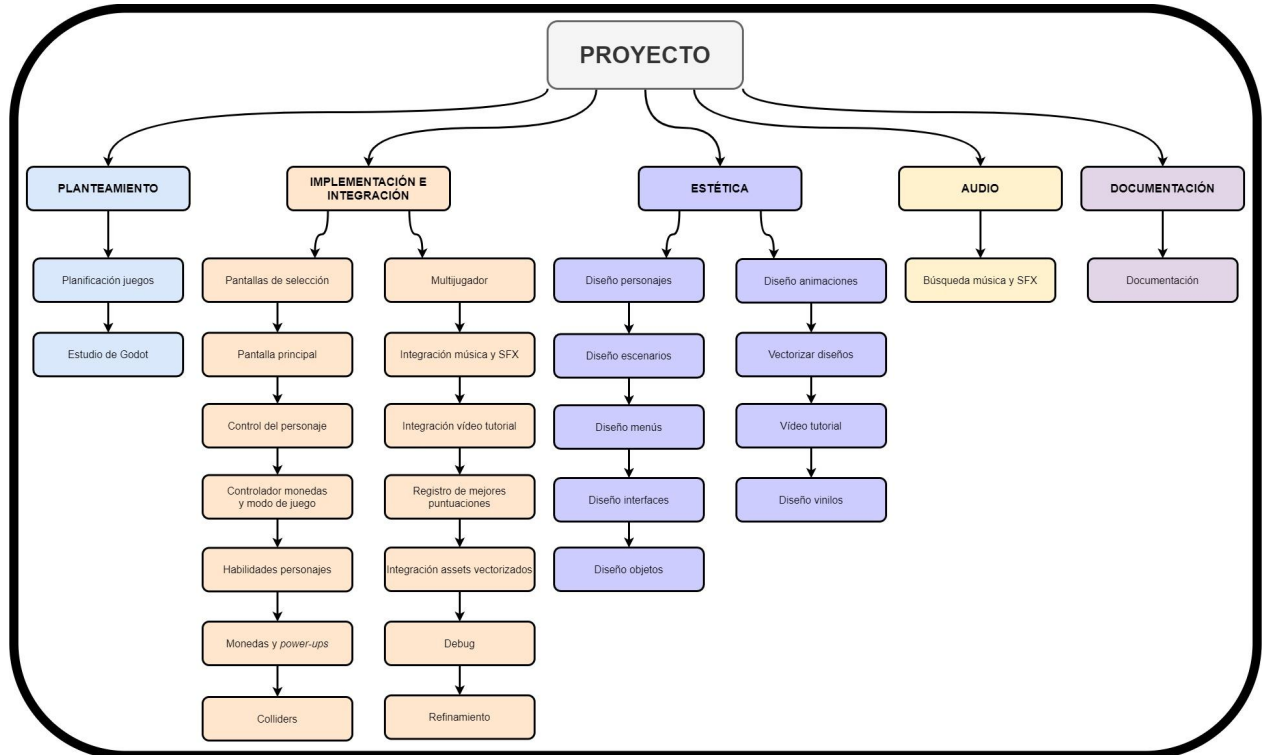 PROYECTO
PLANTEAMIENTO
IMPLEMENTACIÓN E
INTEGRACIÓN
ESTÉTICA
AUDIO
DOCUMENTACIÓN
Planificación juegos
Estudio de Godot
Pantallas de selección
Pantalla principal
Control del personaje
Controlador monedas
y modo de juego
Habilidades personajes
Monedas y power-ups
Colliders
Multijugador
Integración música y SFX
Integración vídeo tutorial
Registro de mejores
puntuaciones
Integración assets vectorizados
Debug
Refinamiento
Diseño personajes
Diseño escenarios
Diseño menús
Diseño interfaces
Diseño objetos
Diseño animaciones
Vectorizar diseños
Vídeo tutorial
Diseño vinilos
Búsqueda música y SFX
Documentación